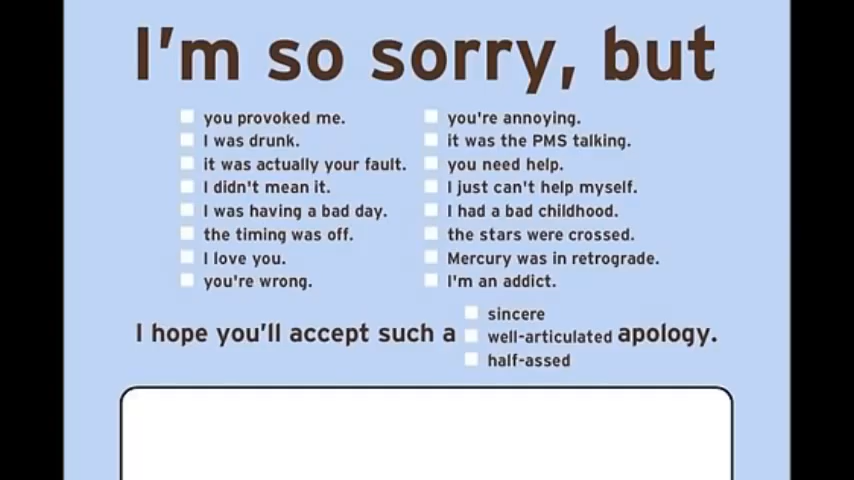 I'm so sorry, but
you provoked me.
I was drunk.
it was actually your fault.
I didn't mean it.
I was having a bad day.
the timing was off.
I love you.
you're wrong.
you're annoying.
it was the PMS talking.
you need help.
I just can't help myself.
I had a bad childhood.
the stars were crossed.
Mercury was in retrograde.
I'm an addict.
I hope you'll accept such a
sincere
well-articulated
half-assed
apology.